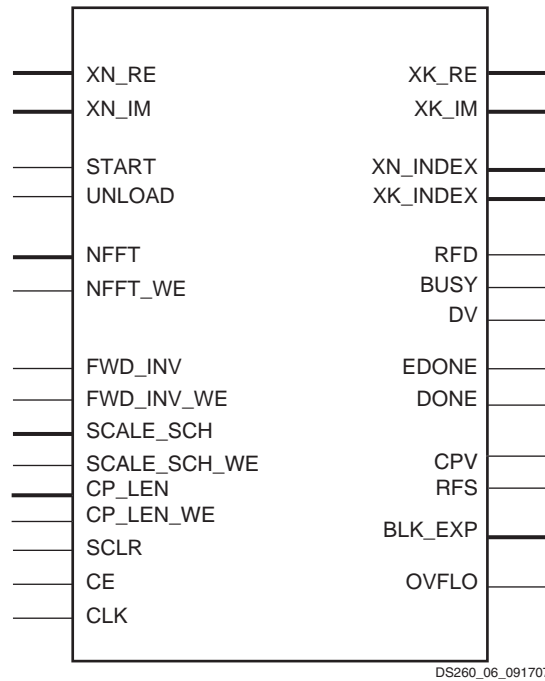 XN_RE XK_RE
XN_IM XK_IM
START XN_INDEX
UNLOAD XK_INDEX
NFFT RFD
NFFT_WE BUSY
DV
FWD_INV EDONE
FWD_INV_WE DONE
SCALE_SCH
SCALE_SCH_WE CPV
CP_LEN RFS
CP_LEN_WE
BLK_EXP
SCLR
CE OVFLO
CLK
DS260_06_091707